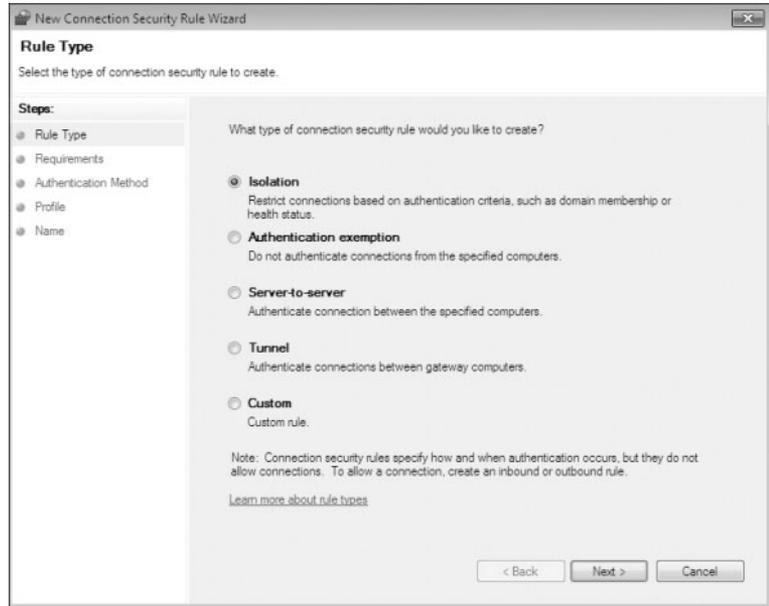 New Connection Security Rule Wizard
Rule Type
Select the type of connection security rule to create.
Steps:
Rule Type
Requirements
Authentication Method
Profile
Name
What type of connection security rule would you like to create?
Isolation
Restrict connections based on authentication criteria, such as domain membership or
health status.
Authentication exemption
Do not authenticate connections from the specified computers.
Server-to-server
Authenticate connection between the specified computers.
Tunnel
Authenticate connections between gateway computers.
Custom
Custom rule.
Note: Connection security rules specify how and when authentication occurs, but they do not
allow connections. To allow a connection, create an inbound or outbound rule.
Learn more about rule types
< Back
Next >
Cancel